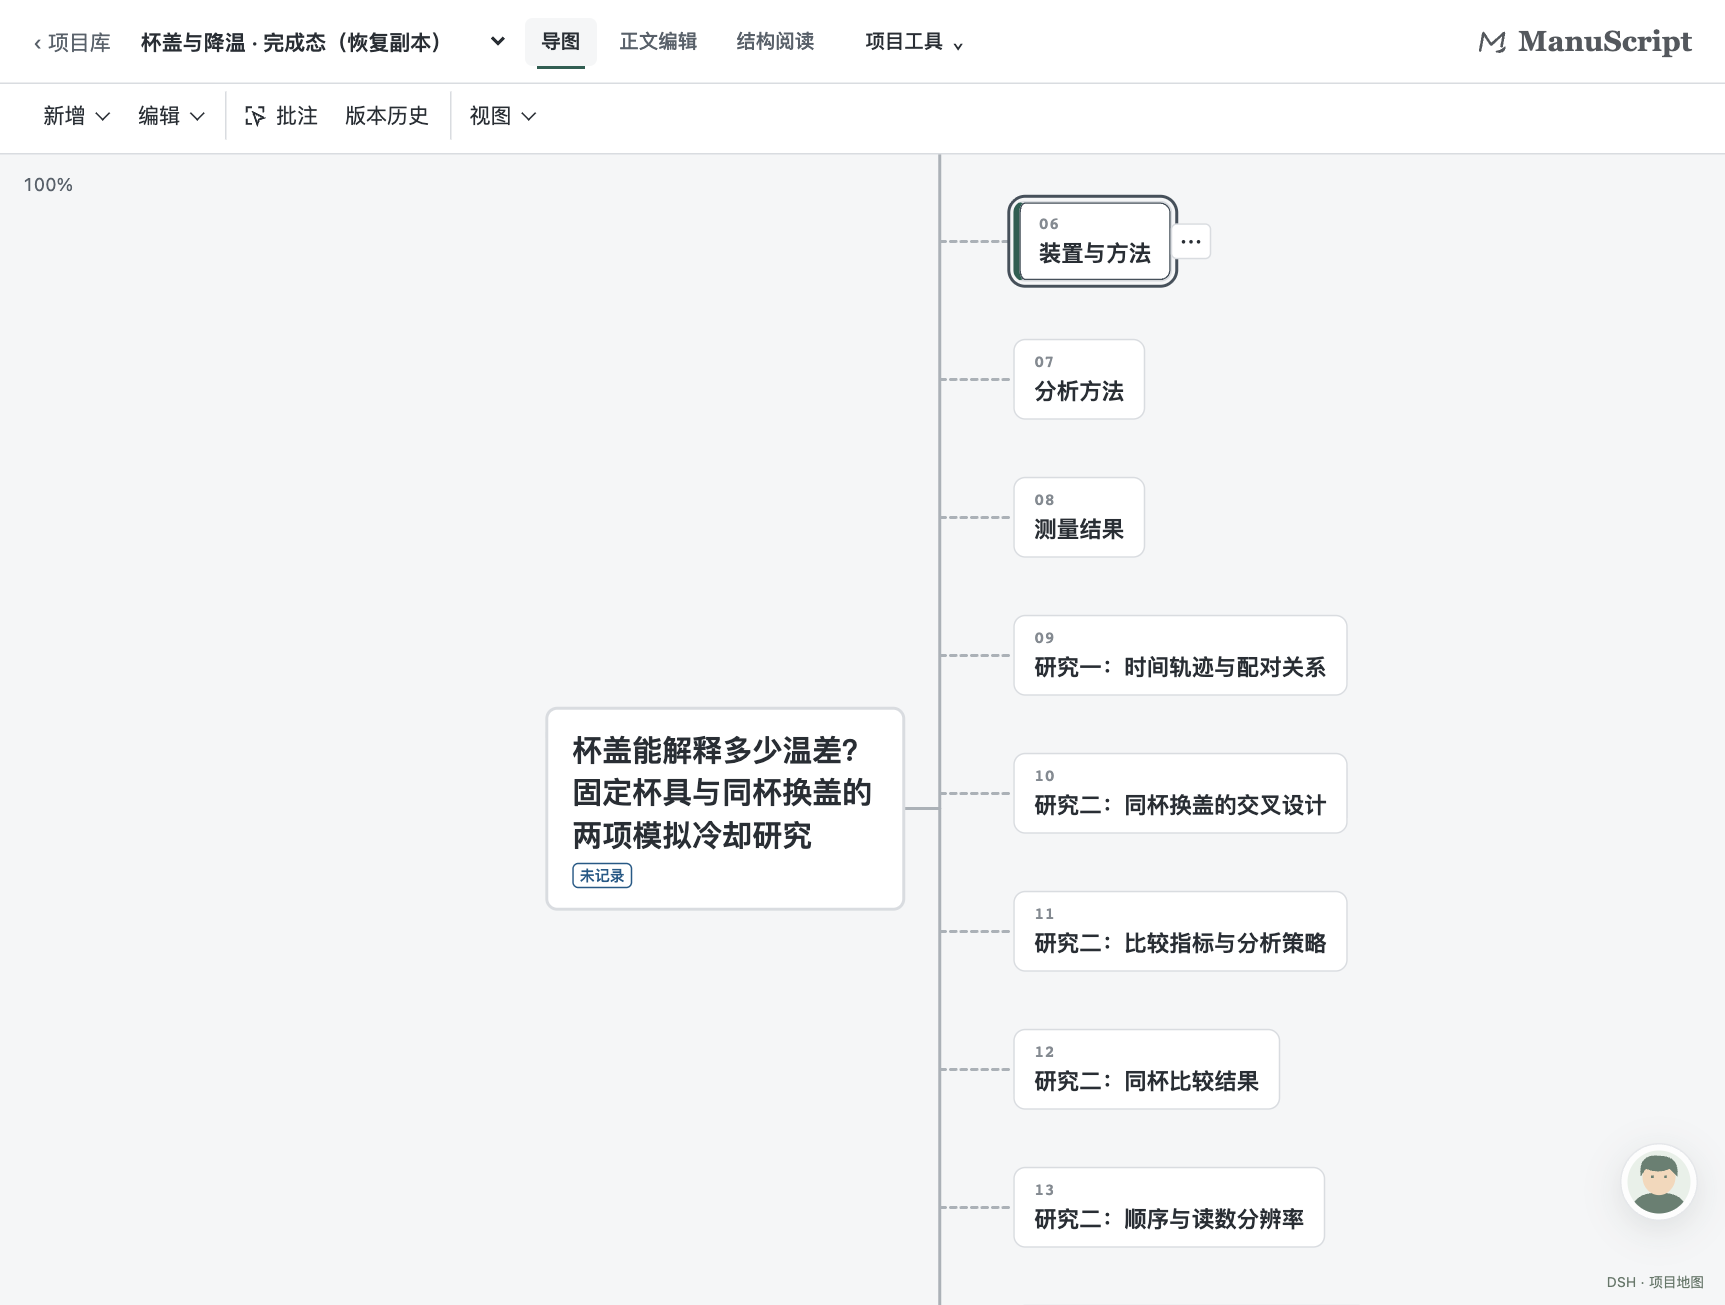 ‹ 项目库 杯盖与降温 · 完成态（恢复副本） 导图 正文编辑 结构阅读 项目工具 ManuScript
新增 编辑 批注 版本历史 视图
100%
06
装置与方法
07
分析方法
08
测量结果
09
研究一：时间轨迹与配对关系
杯盖能解释多少温差？
固定杯具与同杯换盖的
两项模拟冷却研究
未记录
10
研究二：同杯换盖的交叉设计
11
研究二：比较指标与分析策略
12
研究二：同杯比较结果
13
研究二：顺序与读数分辨率
DSH · 项目地图